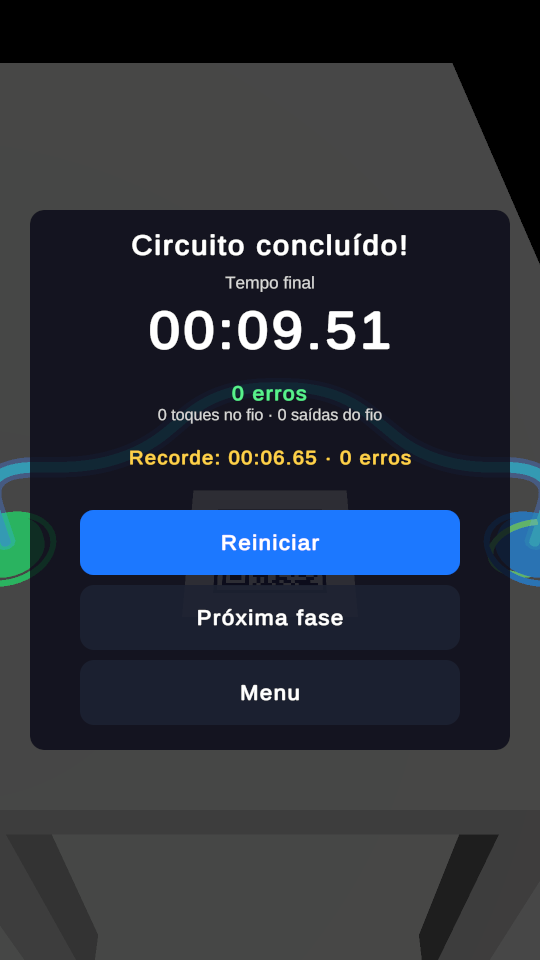 Circuito concluído!
Tempo final
00:09.51
0 erros
0 toques no fio · 0 saídas do fio
Recorde: 00:06.65 · 0 erros
Reiniciar
Próxima fase
Menu